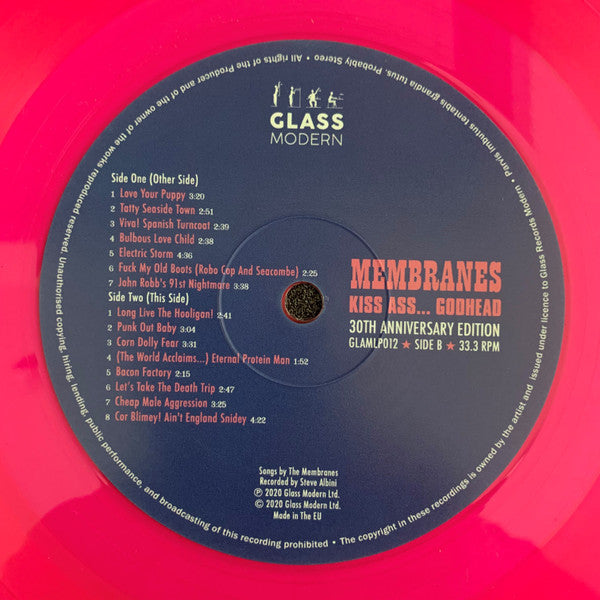 GLASS
MODERN
Side One (Other Side)
1 Love Your Puppy 3:20
2 Tatty Seaside Town 2:51
3 Viva! Spanish Turncoat 2:39
4 Bulbous Love Child 2:38
5 Electric Storm 4:36
6 Fuck My Old Boots (Robo Cop And Seacombe) 2:25
7 John Robb's 91st Nightmare 3:38
Side Two (This Side)
1 Long Live The Hooligan! 2:41
2 Punk Out Baby 3:04
3 Corn Dolly Fear 3:31
4 (The World Acclaims...) Eternal Protein Man 1:52
5 Bacon Factory 2:15
6 Let's Take The Death Trip 2:47
7 Cheap Male Aggression 3:25
8 Cor Blimey! Ain't England Snidey 4:22
MEMBRANES
KISS ASS... GODHEAD
30TH ANNIVERSARY EDITION
GLAMLP012 ★ SIDE B ★ 33.3 RPM
Songs by The Membranes
Recorded by Steve Albini
℗ 2020 Glass Modern Ltd.
© 2020 Glass Modern Ltd.
Made in The EU
• All rights of the Producer and of the owner of the works reproduced reserved. Unauthorised copying, hiring, lending, public performance, and broadcasting of this recording prohibited • The copyright in these recordings is owned by the artist and issued under licence to Glass Records Modern • Parvis imbutus tentabis grandia tutus. Probably Stereo